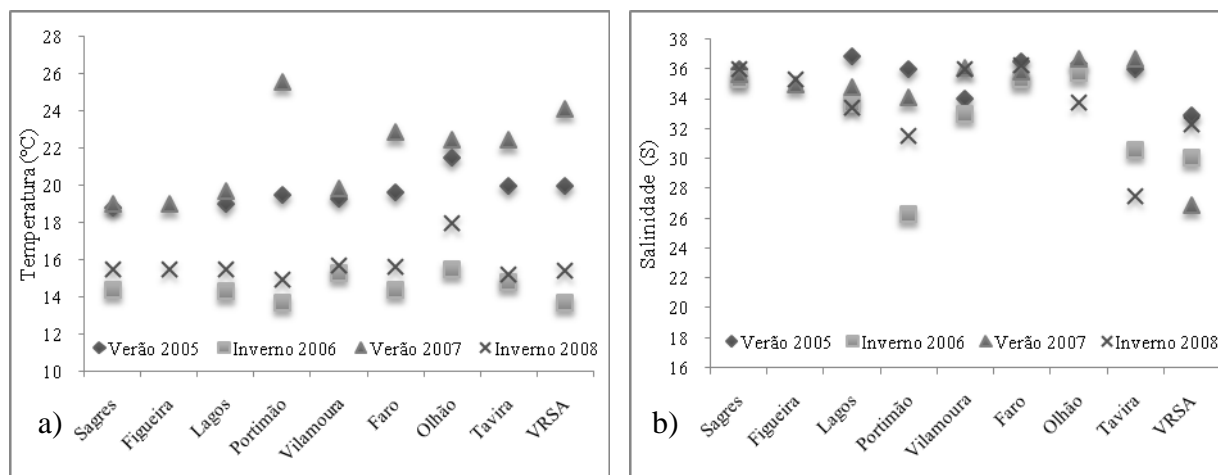 28
26
24
22
20
18
16
14
12
10
Temperatura (ºC)
◆Verão 2005 ■Inverno 2006 ▲Verão 2007 ×Inverno 2008
Sagres
Figueira
Lagos
Portimão
Vilamoura
Faro
Olhão
Tavira
VRSA
a)
38
36
34
32
30
28
26
24
22
20
18
16
Salinidade (S)
◆Verão 2005 ■Inverno 2006 ▲Verão 2007 ×Inverno 2008
Sagres
Figueira
Lagos
Portimão
Vilamoura
Faro
Olhão
Tavira
VRSA
b)